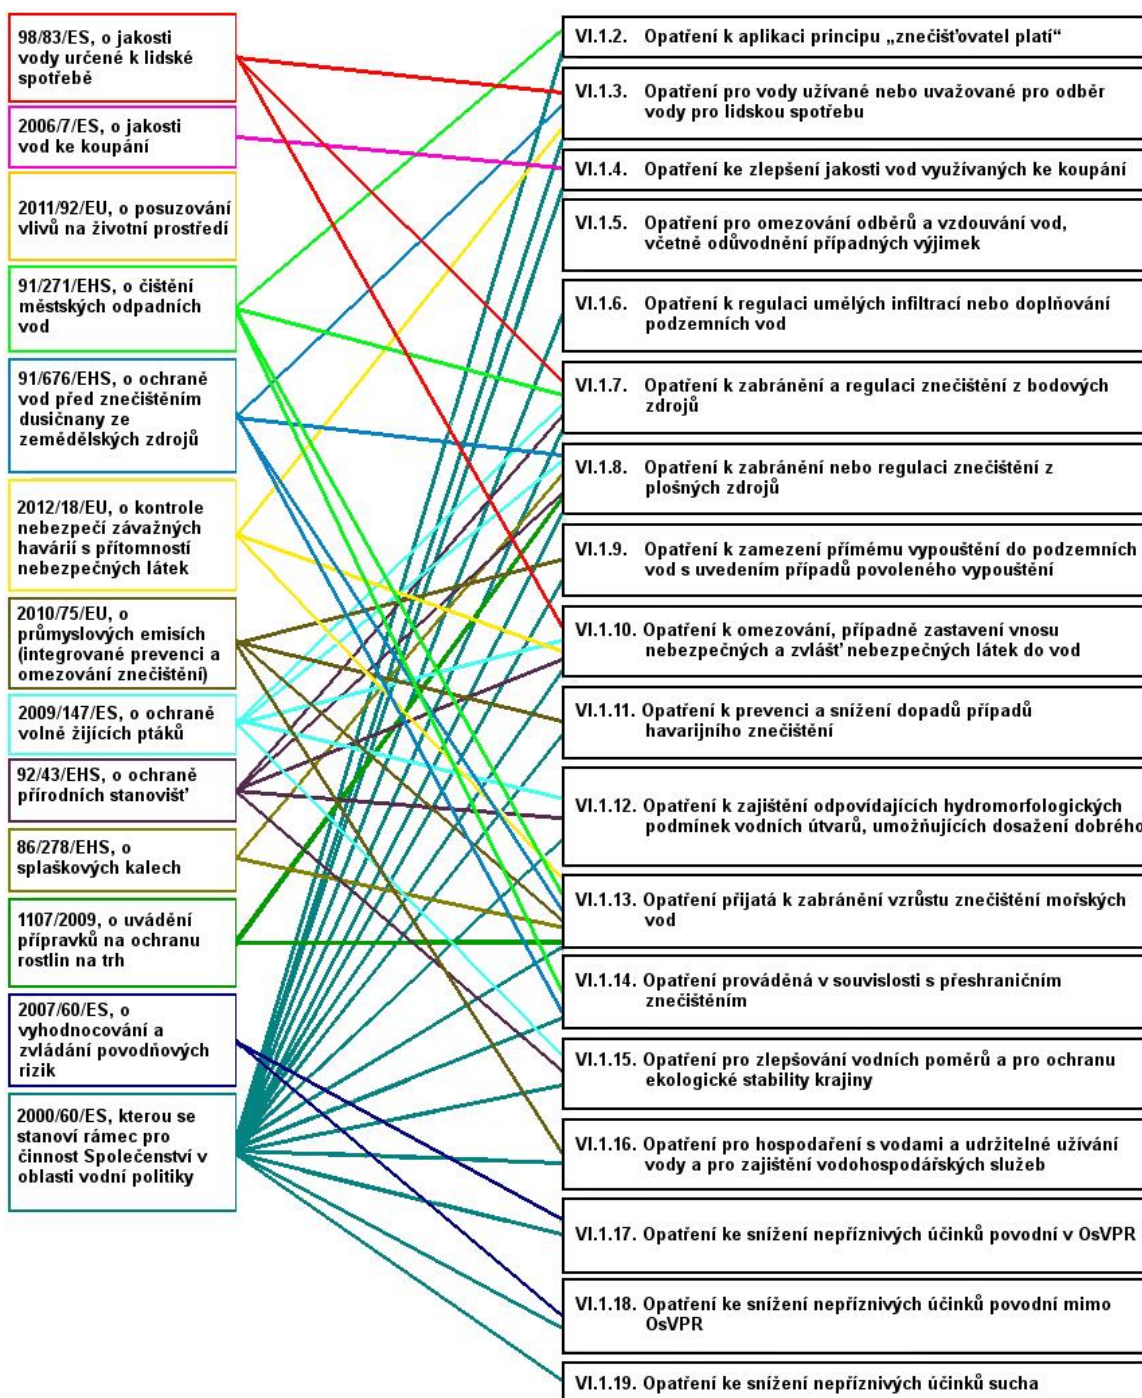 98/83/ES, o jakosti
vody určené k lidské
spotřebě
2006/7/ES, o jakosti
vod ke koupání
2011/92/EU, o posuzování
vlivů na životní prostředí
91/271/EHS, o čištění
městských odpadních
vod
91/676/EHS, o ochraně
vod před znečištěním
dusičnany ze
zemědělských zdrojů
2012/18/EU, o kontrole
nebezpečí závažných
havárií s přítomností
nebezpečných látek
2010/75/EU, o
průmyslových emisích
(integrované prevenci a
omezování znečištění)
2009/147/ES, o ochraně
volně žijících ptáků
92/43/EHS, o ochraně
přírodních stanovišť
86/278/EHS, o
splaškových kalech
1107/2009, o uvádění
přípravků na ochranu
rostlin na trh
2007/60/ES, o
vyhodnocování a
zvládání povodňových
rizik
2000/60/ES, kterou se
stanoví rámec pro
činnost Společenství v
oblasti vodní politiky
VI.1.2. Opatření k aplikaci principu „znečišťovatel platí“
VI.1.3. Opatření pro vody užívané nebo uvažované pro odběr
vody pro lidskou spotřebu
VI.1.4. Opatření ke zlepšení jakosti vod využívaných ke koupání
VI.1.5. Opatření pro omezování odběrů a vzdouvání vod,
včetně odůvodnění případných výjimek
VI.1.6. Opatření k regulaci umělých infiltrací nebo doplňování
podzemních vod
VI.1.7. Opatření k zabránění a regulaci znečištění z bodových
zdrojů
VI.1.8. Opatření k zabránění nebo regulaci znečištění z
plošných zdrojů
VI.1.9. Opatření k zamezení přímému vypouštění do podzemních
vod s uvedením případů povoleného vypouštění
VI.1.10. Opatření k omezování, případně zastavení vnosu
nebezpečných a zvlášť nebezpečných látek do vod
VI.1.11. Opatření k prevenci a snížení dopadů případů
havarijního znečištění
VI.1.12. Opatření k zajištění odpovídajících hydromorfologických
podmínek vodních útvarů, umožňujících dosažení dobrého
VI.1.13. Opatření přijatá k zabránění vzrůstu znečištění mořských
vod
VI.1.14. Opatření prováděná v souvislosti s přeshraničním
znečištěním
VI.1.15. Opatření pro zlepšování vodních poměrů a pro ochranu
ekologické stability krajiny
VI.1.16. Opatření pro hospodaření s vodami a udržitelné užívání
vody a pro zajištění vodohospodářských služeb
VI.1.17. Opatření ke snížení nepříznivých účinků povodní v OsVPR
VI.1.18. Opatření ke snížení nepříznivých účinků povodní mimo
OsVPR
VI.1.19. Opatření ke snížení nepříznivých účinků sucha